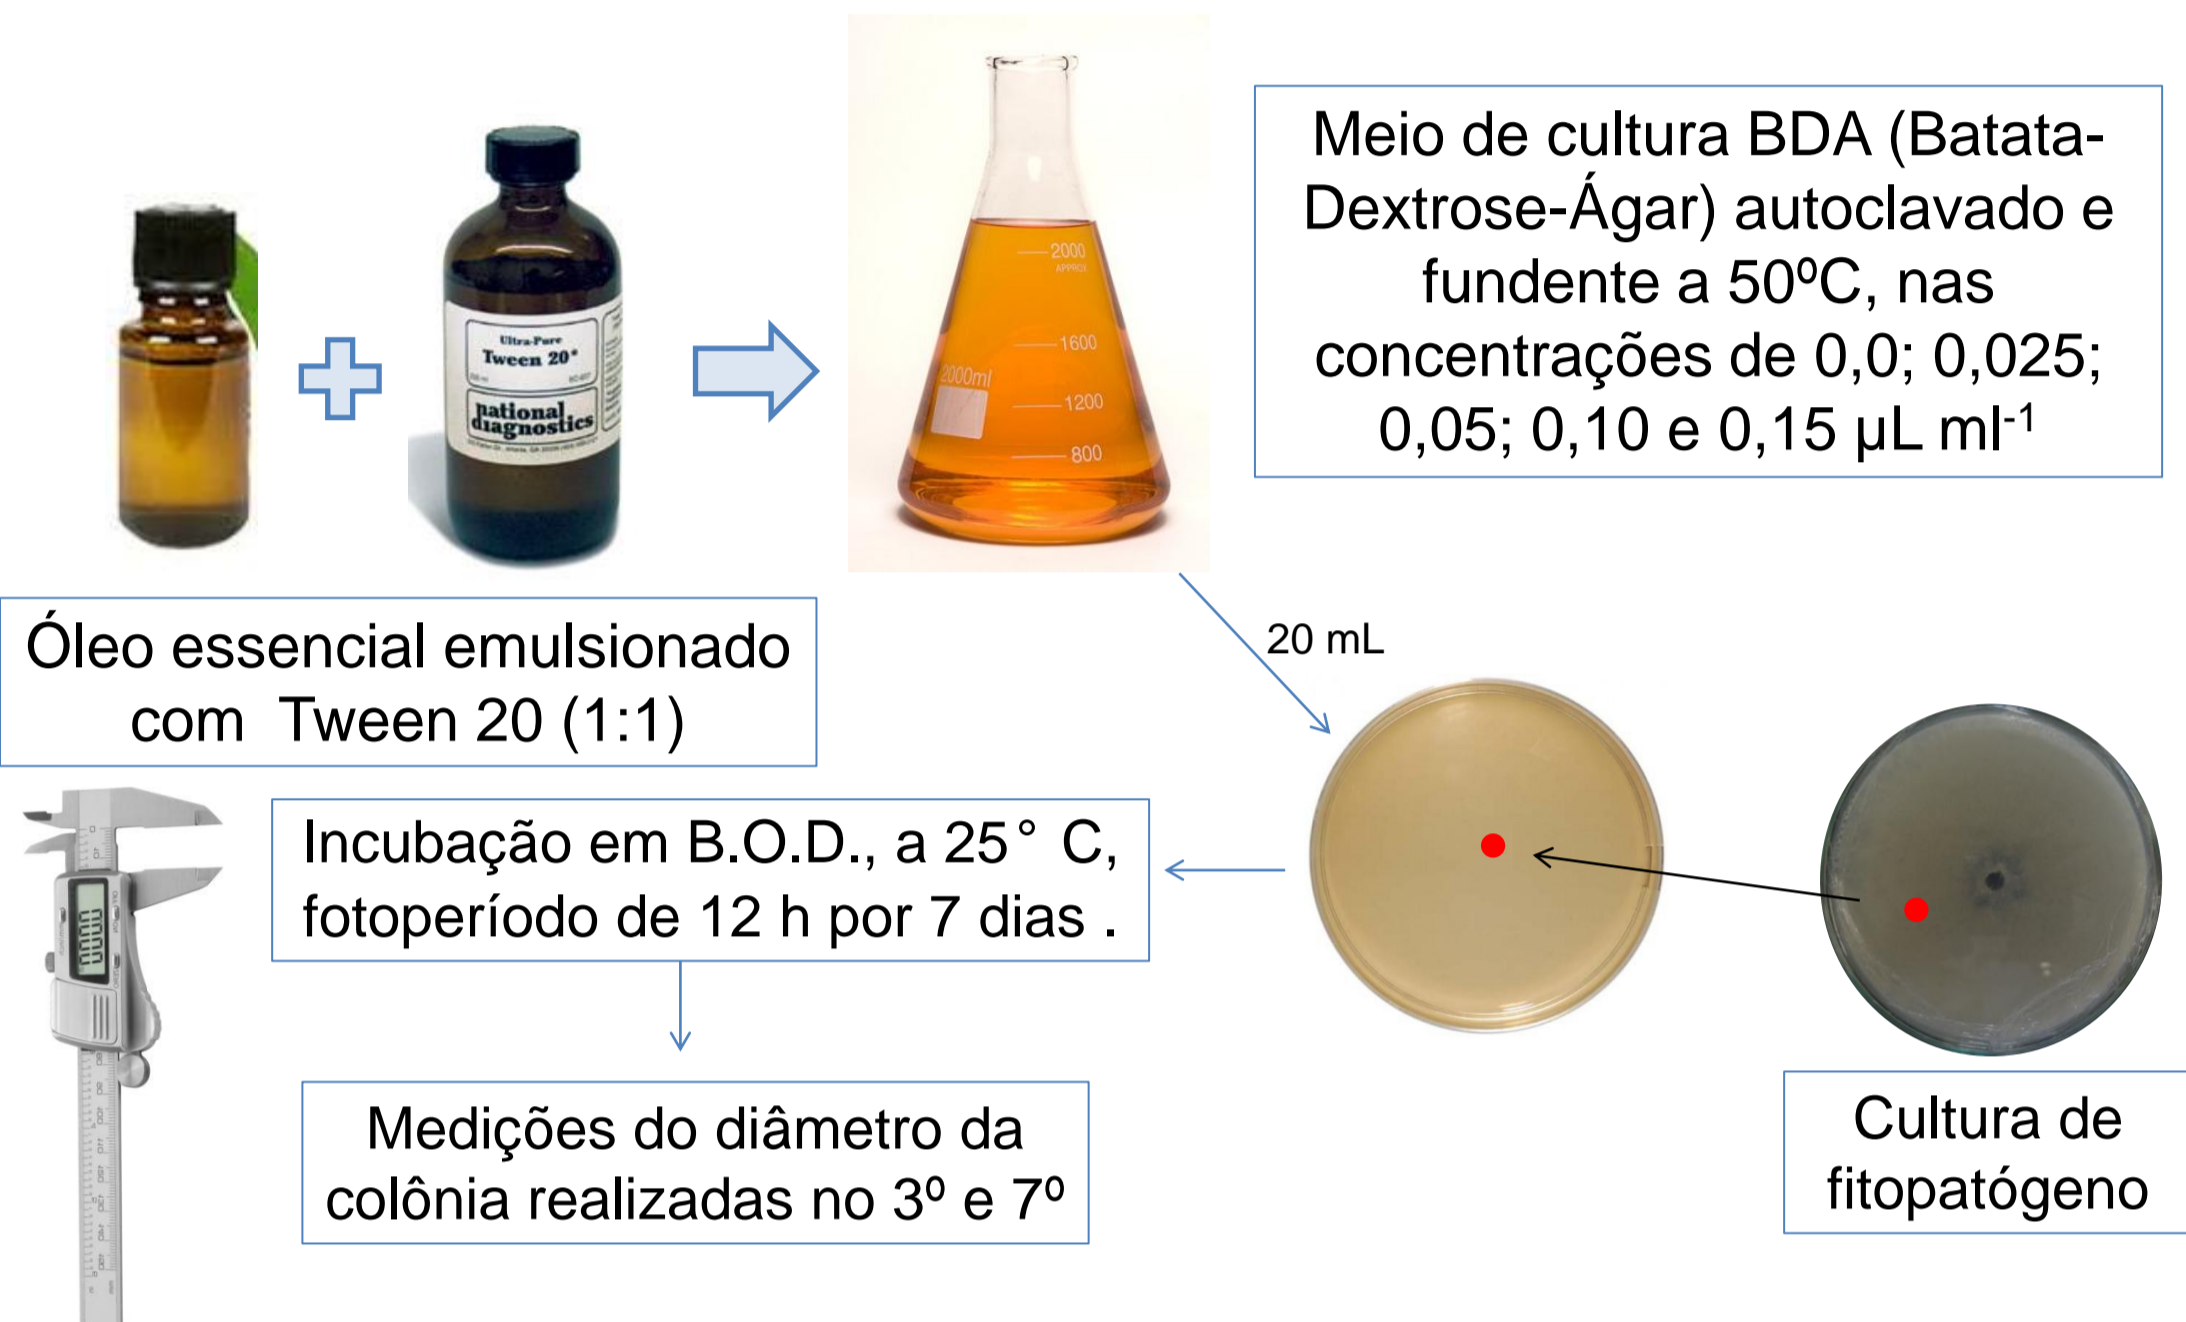 Meio de cultura BDA (Batata-
Dextrose-Ágar) autoclavado e
fundente a 50ºC, nas
concentrações de 0,0; 0,025;
0,05; 0,10 e 0,15 µL ml-1
Ultra-Pure
Tween 20*
national
diagnostics
2000
APPROX
1600
2000ml
1200
800
Óleo essencial emulsionado
com Tween 20 (1:1)
20 mL
Incubação em B.O.D., a 25° C,
fotoperíodo de 12 h por 7 dias .
Medições do diâmetro da
colônia realizadas no 3º e 7º
Cultura de
fitopatógeno